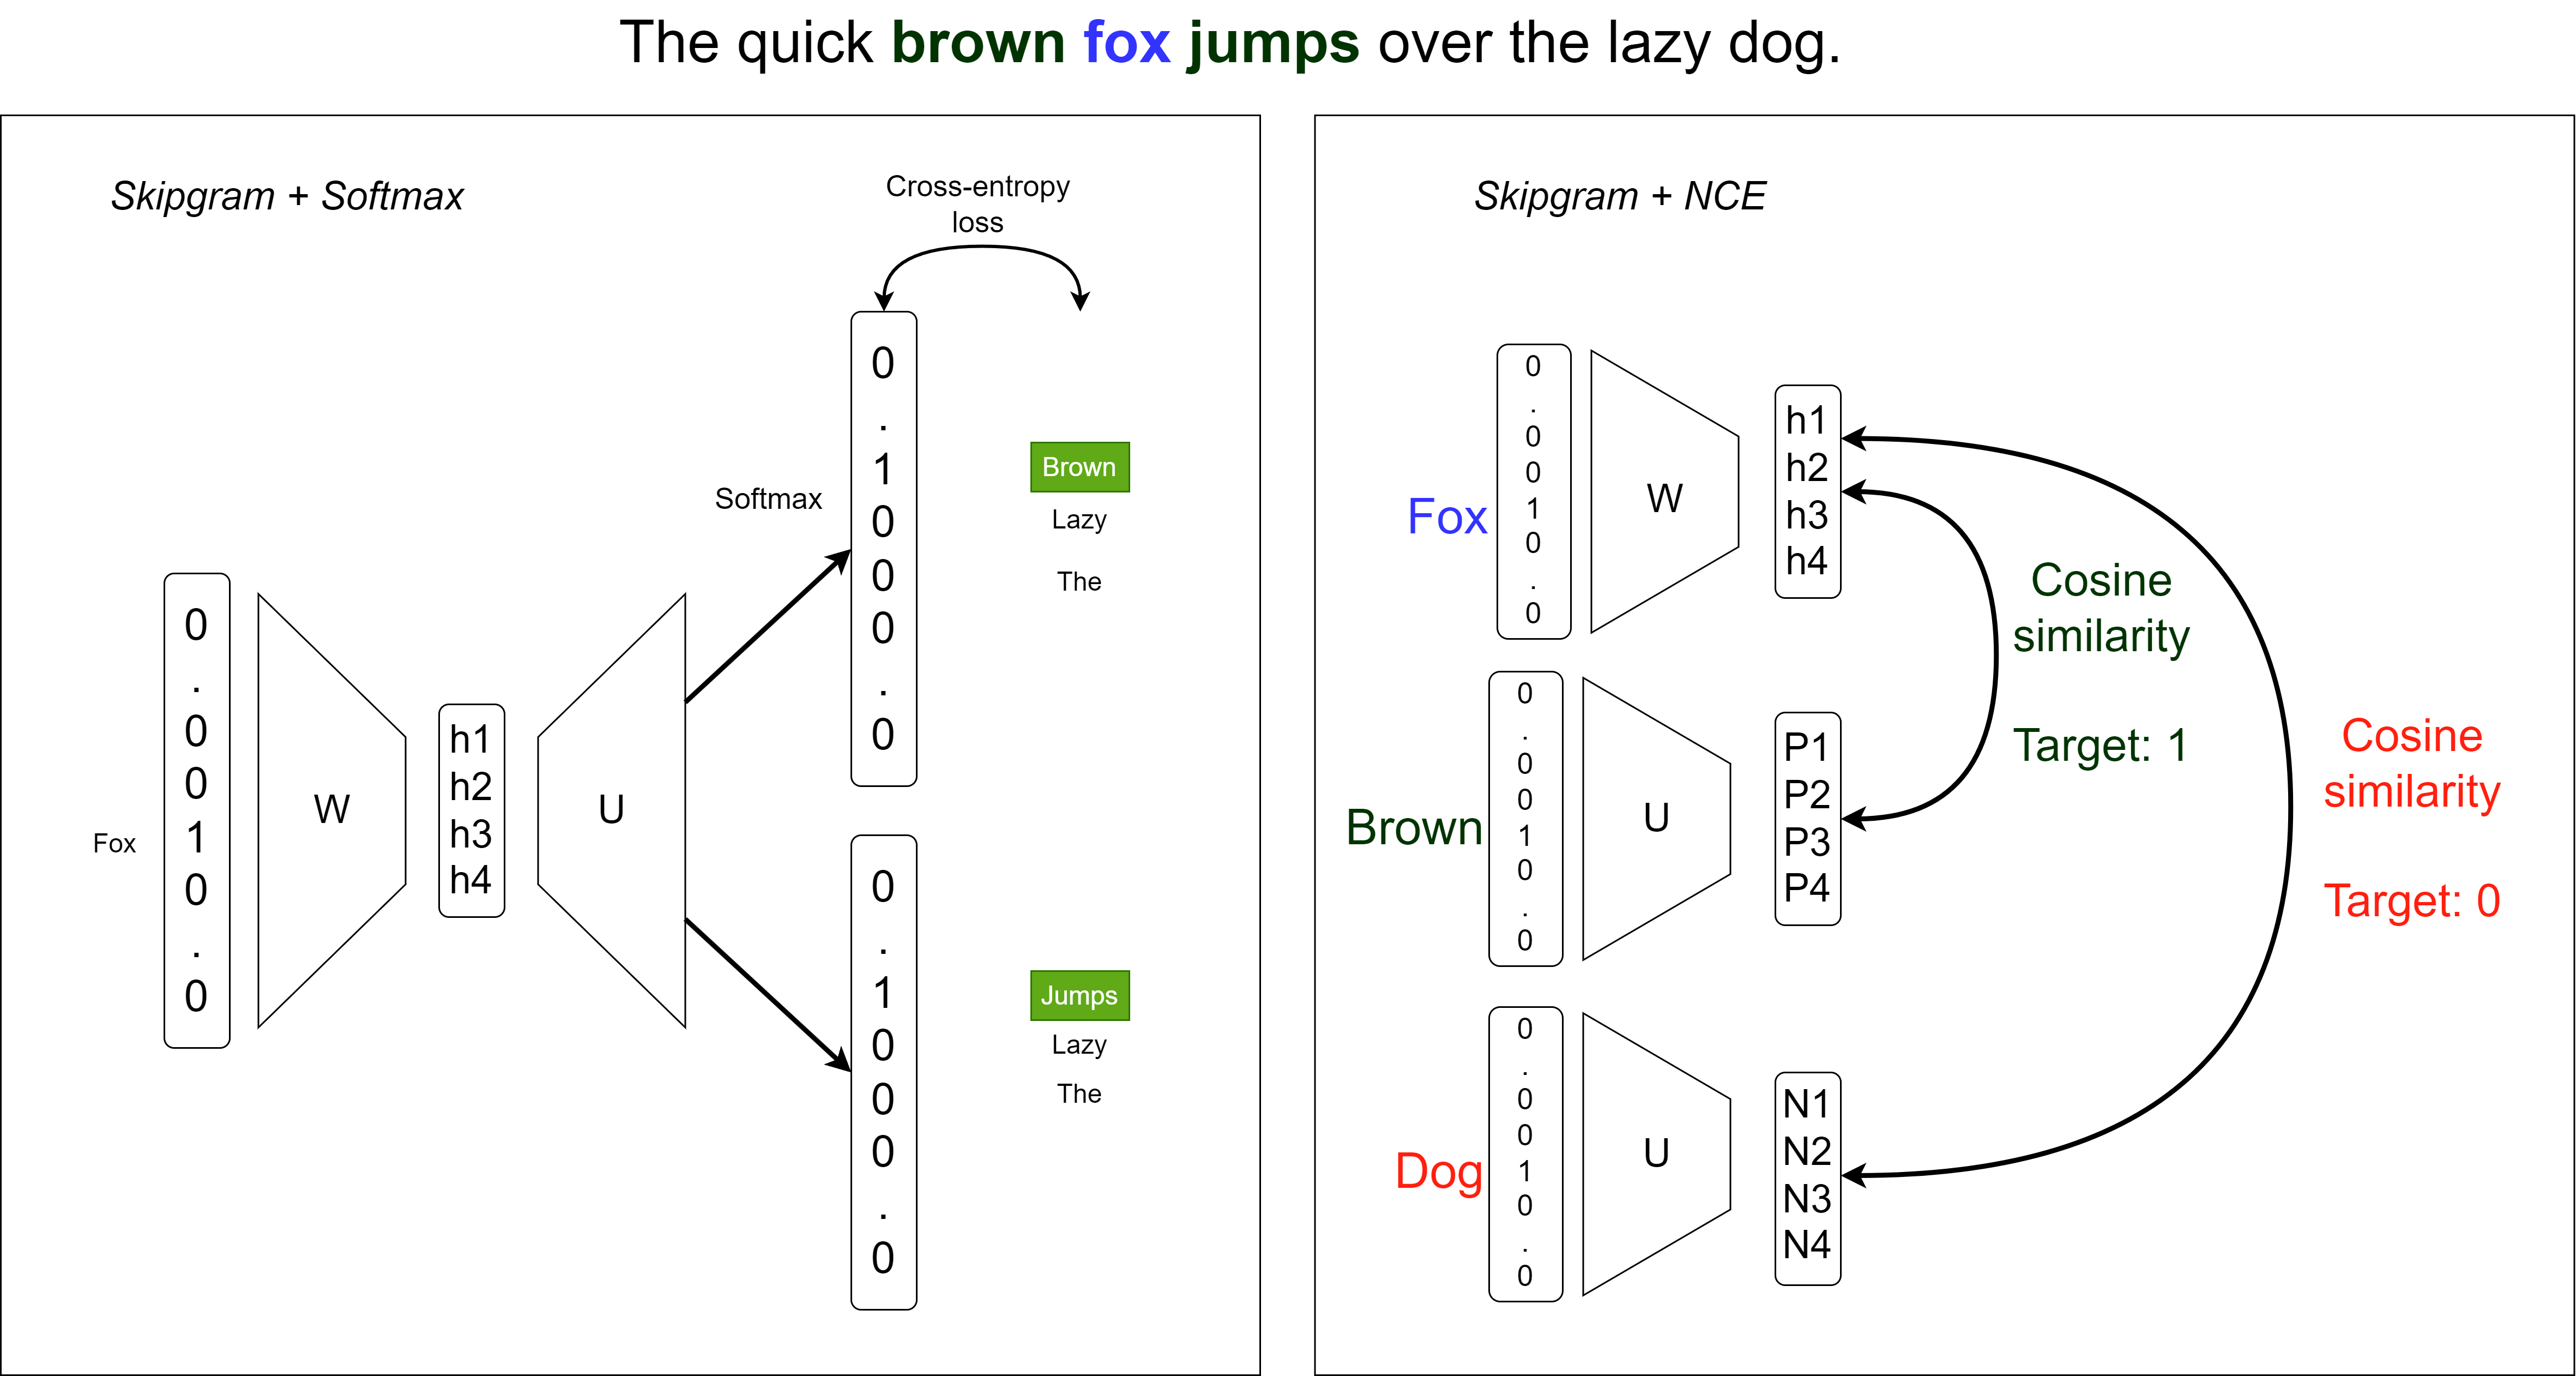 The quick brown fox jumps over the lazy dog.
Skipgram + Softmax
Cross-entropy
loss
Softmax
0
.
1
0
0
0
.
0
Brown
Lazy
The
Fox
0
.
0
0
1
0
.
0
W
h1
h2
h3
h4
U
0
.
1
0
0
0
.
0
Jumps
Lazy
The
Skipgram + NCE
Fox
0
.
0
0
1
0
.
0
W
h1
h2
h3
h4
Cosine
similarity
Target: 1
Brown
0
.
0
0
1
0
.
0
U
P1
P2
P3
P4
Cosine
similarity
Target: 0
Dog
0
.
0
0
1
0
.
0
U
N1
N2
N3
N4